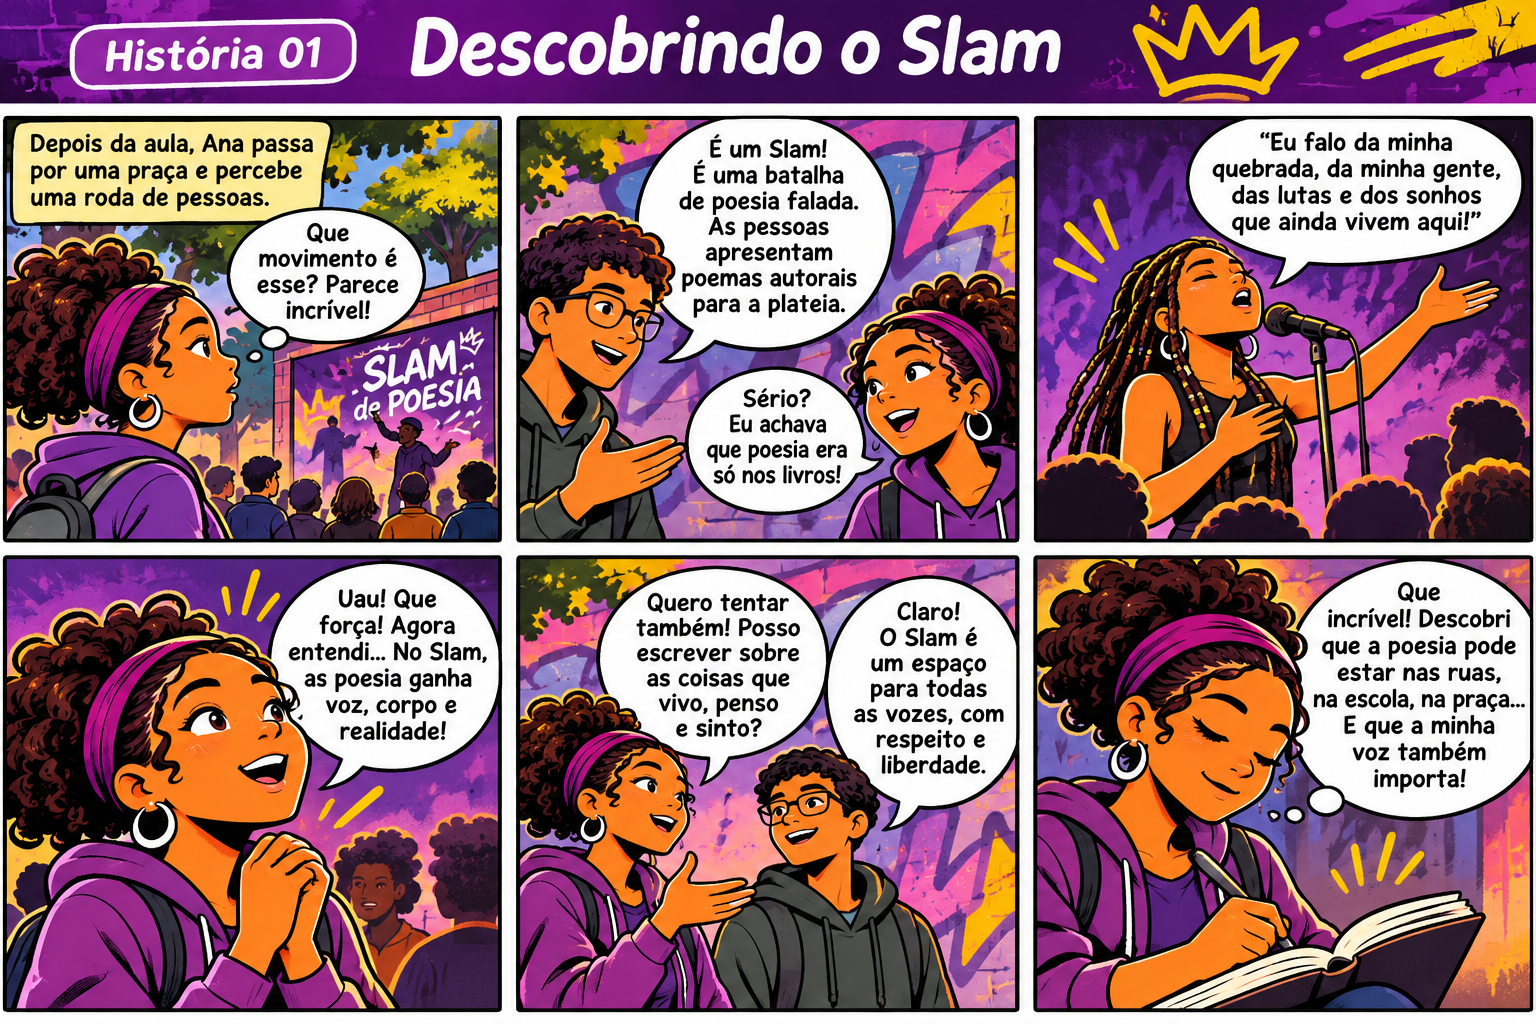 História 01
Descobrindo o Slam
Depois da aula, Ana passa
por uma praça e percebe
uma roda de pessoas.
Que
movimento é
esse? Parece
incrível!
SLAM
de POESIA
É um Slam!
É uma batalha
de poesia falada.
As pessoas
apresentam
poemas autorais
para a plateia.
Sério?
Eu achava
que poesia era
só nos livros!
“Eu falo da minha
quebrada, da minha gente,
das lutas e dos sonhos
que ainda vivem aqui!”
Uau! Que
força! Agora
entendi... No Slam,
as poesia ganha
voz, corpo e
realidade!
Quero tentar
também! Posso
escrever sobre
as coisas que
vivo, penso
e sinto?
Claro!
O Slam é
um espaço
para todas
as vozes, com
respeito e
liberdade.
Que
incrível! Descobri
que a poesia pode
estar nas ruas,
na escola, na praça...
E que a minha
voz também
importa!